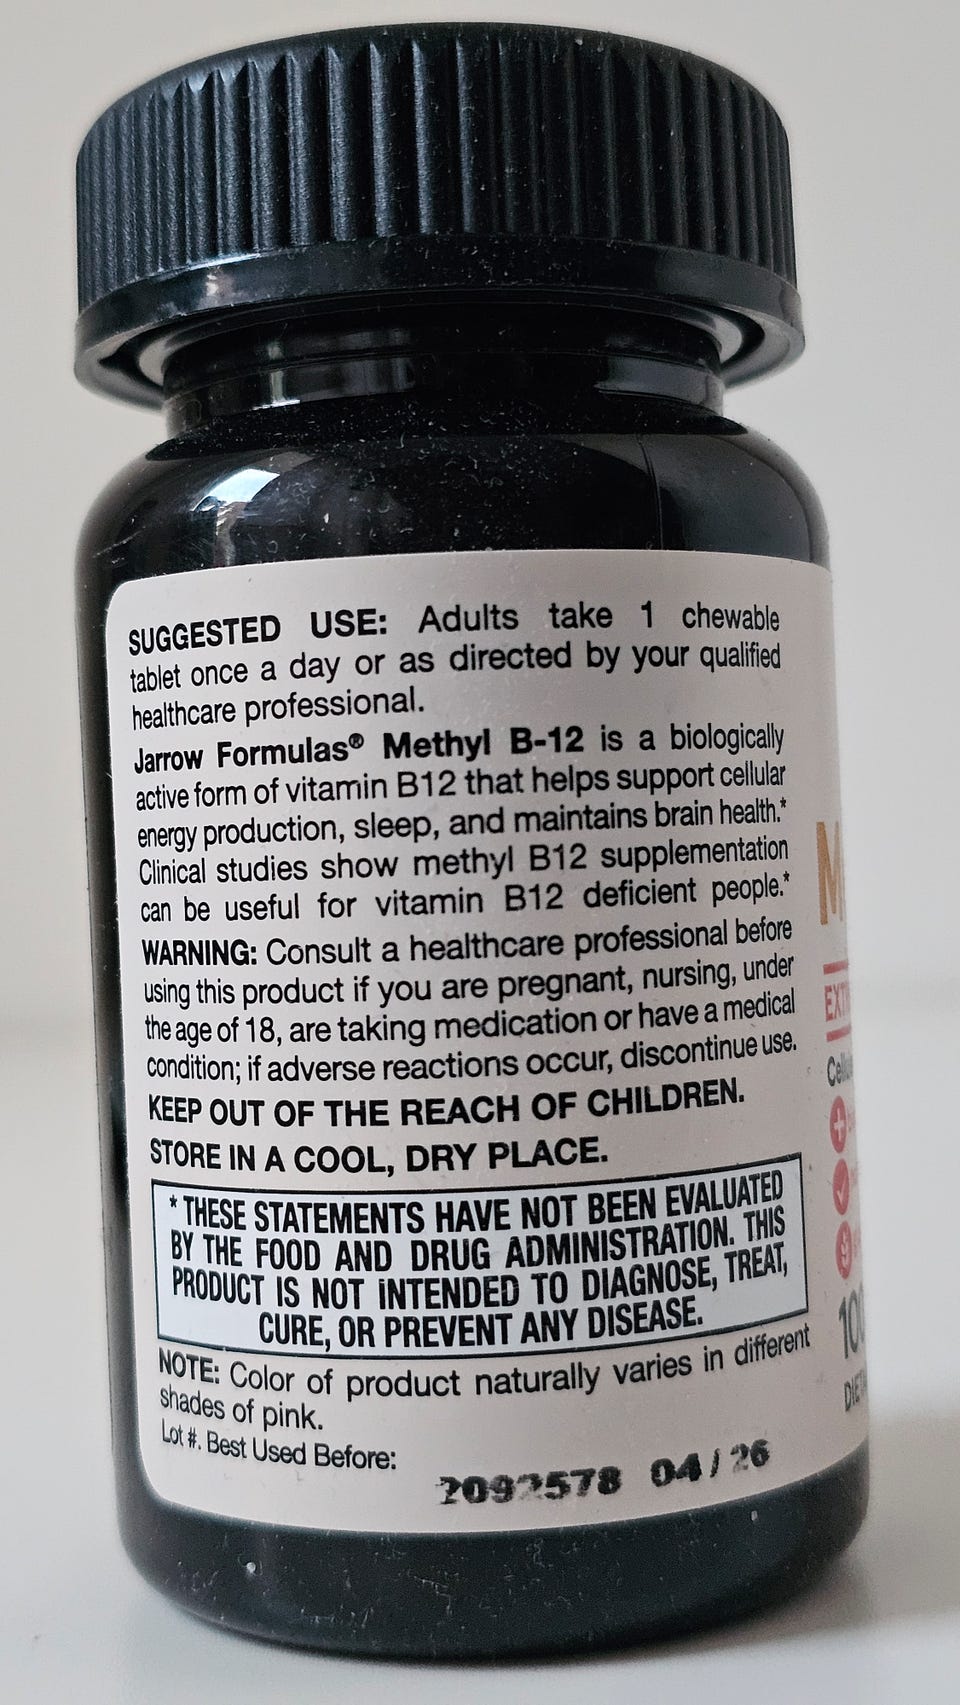 SUGGESTED USE: Adults take 1 chewable
tablet once a day or as directed by your qualified
healthcare professional.
Jarrow Formulas® Methyl B-12 is a biologically
active form of vitamin B12 that helps support cellular
energy production, sleep, and maintains brain health.*
Clinical studies show methyl B12 supplementation
can be useful for vitamin B12 deficient people.*
WARNING: Consult a healthcare professional before
using this product if you are pregnant, nursing, under
the age of 18, are taking medication or have a medical
condition; if adverse reactions occur, discontinue use.
KEEP OUT OF THE REACH OF CHILDREN.
STORE IN A COOL, DRY PLACE.
* THESE STATEMENTS HAVE NOT BEEN EVALUATED
BY THE FOOD AND DRUG ADMINISTRATION. THIS
PRODUCT IS NOT INTENDED TO DIAGNOSE, TREAT,
CURE, OR PREVENT ANY DISEASE.
NOTE: Color of product naturally varies in different
shades of pink.
Lot #. Best Used Before:
2092578 04/26